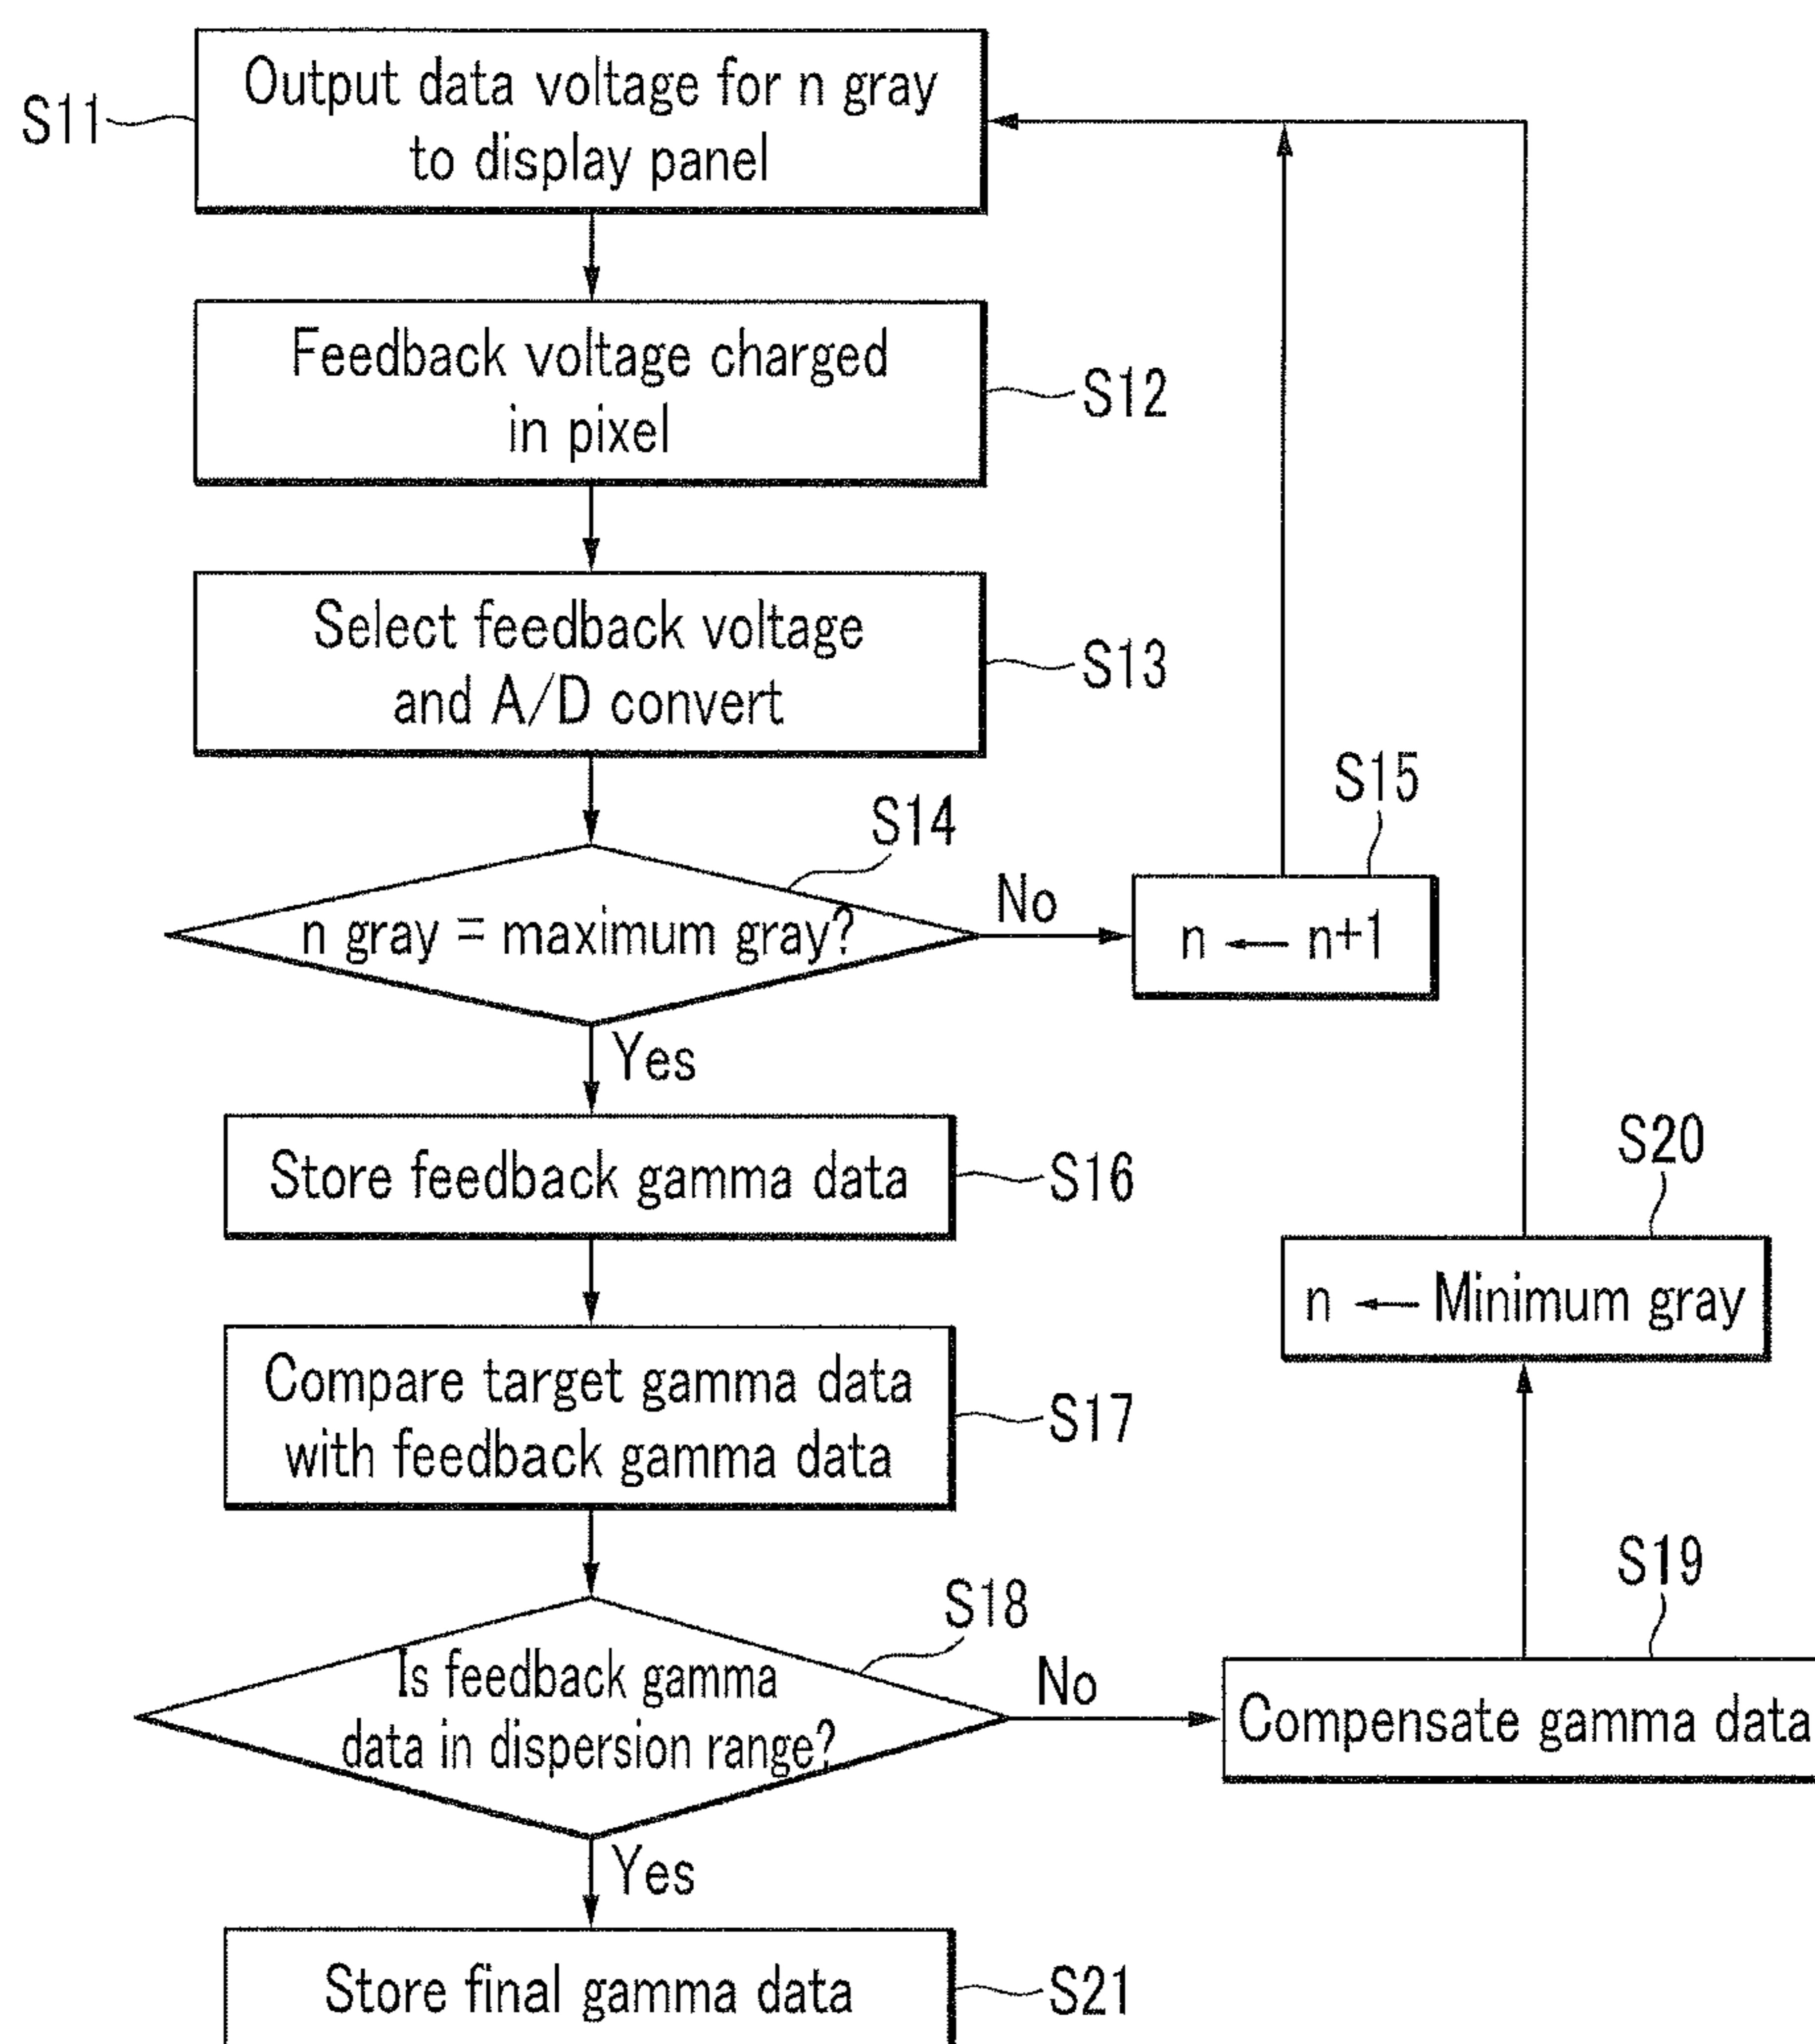 Output data voltage for n gray
to display panel
S11
Feedback voltage charged
in pixel
S12
Select feedback voltage
and A/D convert
S13
S14
n gray = maximum gray?
No
S15
n ← n+1
Yes
Store feedback gamma data
S16
Compare target gamma data
with feedback gamma data
S17
S20
n ← Minimum gray
S18
Is feedback gamma
data in dispersion range?
No
S19
Compensate gamma data
Yes
Store final gamma data
S21